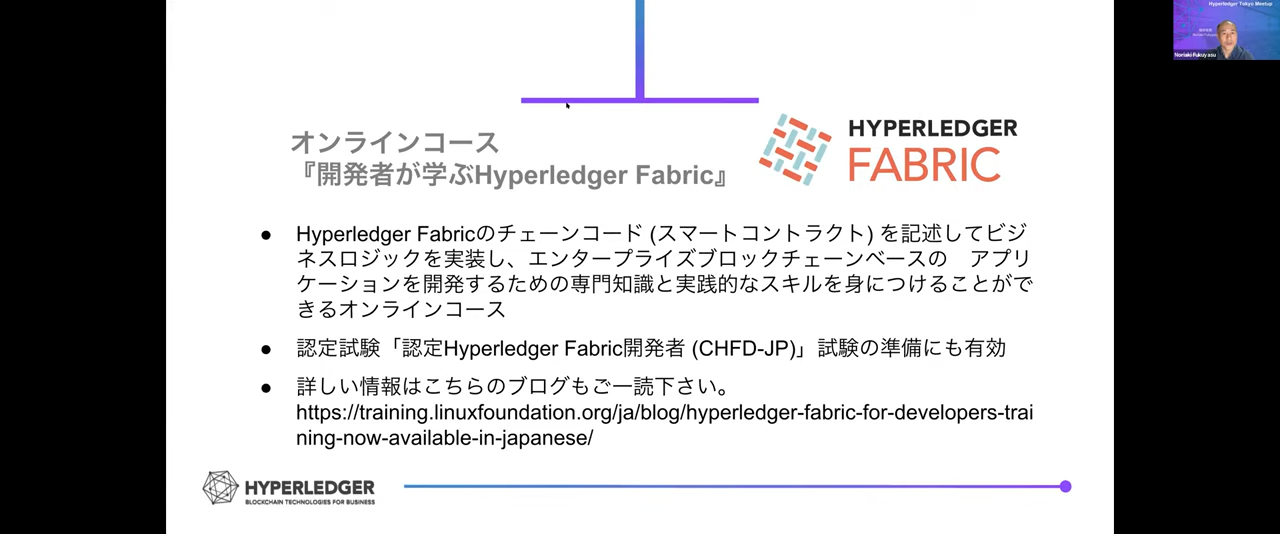 Hyperledger Tokyo Meetup
Noriaki Fukuyasu
オンラインコース
『開発者が学ぶHyperledger Fabric』
HYPERLEDGER
FABRIC
● Hyperledger Fabricのチェーンコード (スマートコントラクト) を記述してビジ
ネスロジックを実装し、エンタープライズブロックチェーンベースの　アプリ
ケーションを開発するための専門知識と実践的なスキルを身につけることがで
きるオンラインコース
● 認定試験「認定Hyperledger Fabric開発者 (CHFD-JP)」試験の準備にも有効
● 詳しい情報はこちらのブログもご一読下さい。
https://training.linuxfoundation.org/ja/blog/hyperledger-fabric-for-developers-trai
ning-now-available-in-japanese/
HYPERLEDGER
BLOCKCHAIN TECHNOLOGIES FOR BUSINESS